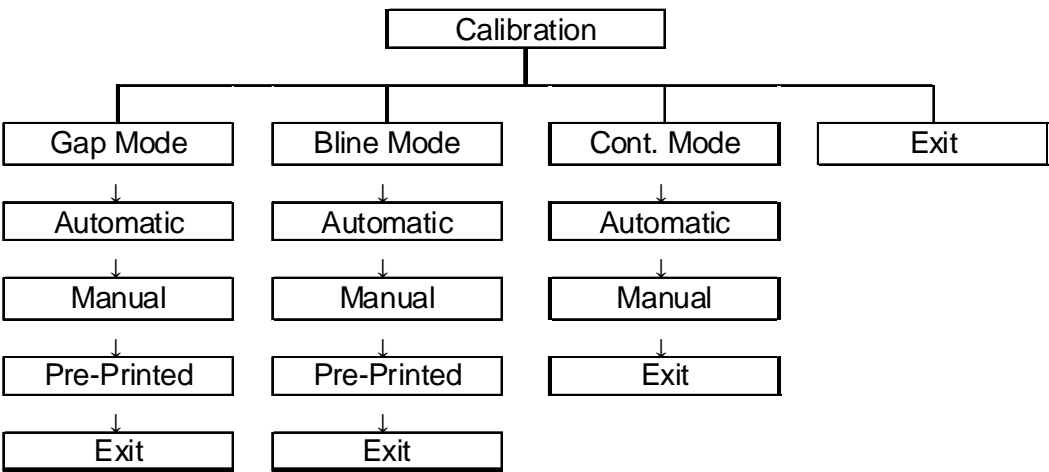 Calibration
Gap Mode Bline Mode Cont. Mode Exit
↓ ↓ ↓
Automatic Automatic Automatic
↓ ↓ ↓
Manual Manual Manual
↓ ↓ ↓
Pre-Printed Pre-Printed Exit
↓ ↓
Exit Exit